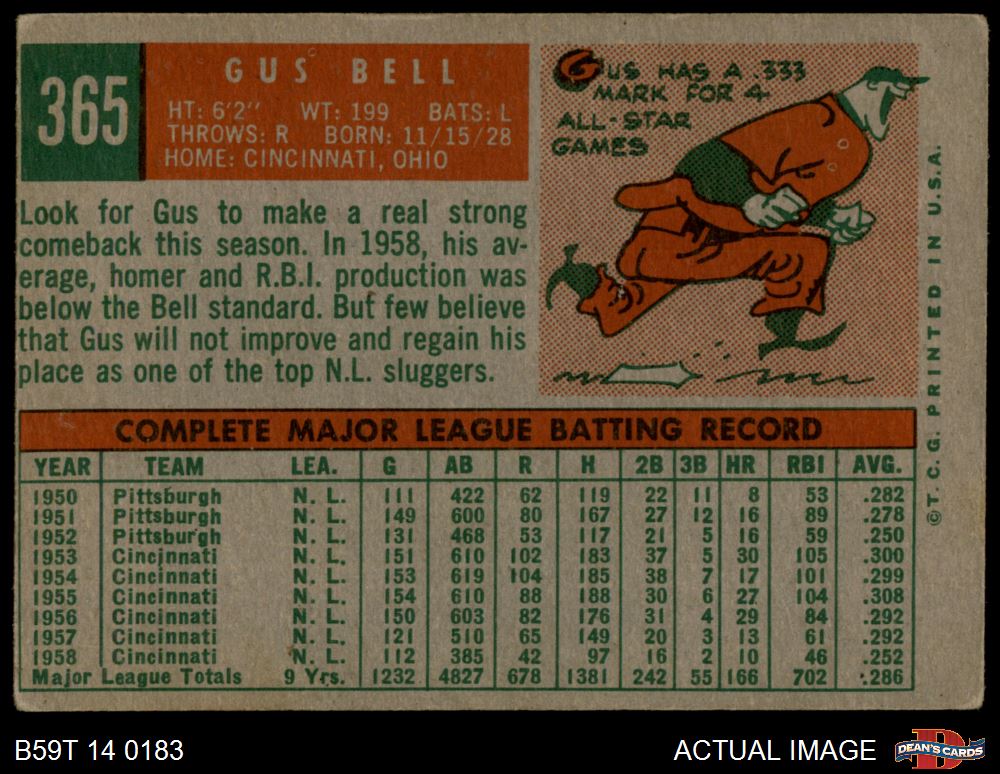 365
GUS BELL
HT: 6'2" WT: 199 BATS: L
THROWS: R BORN: 11/15/28
HOME: CINCINNATI, OHIO
Look for Gus to make a real strong
comeback this season. In 1958, his av-
erage, homer and R.B.I. production was
below the Bell standard. But few believe
that Gus will not improve and regain his
place as one of the top N.L. sluggers.
GUS HAS A .333
MARK FOR 4
ALL-STAR
GAMES
COMPLETE MAJOR LEAGUE BATTING RECORD
YEAR TEAM LEA. G AB R H 2B 3B HR RBI AVG.
1950 Pittsburgh N. L. 111 422 62 119 22 11 8 53 .282
1951 Pittsburgh N. L. 149 600 80 167 27 12 16 89 .278
1952 Pittsburgh N. L. 131 468 53 117 21 5 16 59 .250
1953 Cincinnati N. L. 151 610 102 183 37 5 30 105 .300
1954 Cincinnati N. L. 153 619 104 185 38 7 17 101 .299
1955 Cincinnati N. L. 154 610 88 188 30 6 27 104 .308
1956 Cincinnati N. L. 150 603 82 176 31 4 29 84 .292
1957 Cincinnati N. L. 121 510 65 149 20 3 13 61 .292
1958 Cincinnati N. L. 112 385 42 97 16 2 10 46 .252
Major League Totals 9 Yrs. 1232 4827 678 1381 242 55 166 702 .286
©T. C. G. PRINTED IN U.S.A.
B59T 14 0183
ACTUAL IMAGE
D
DEAN'S CARDS